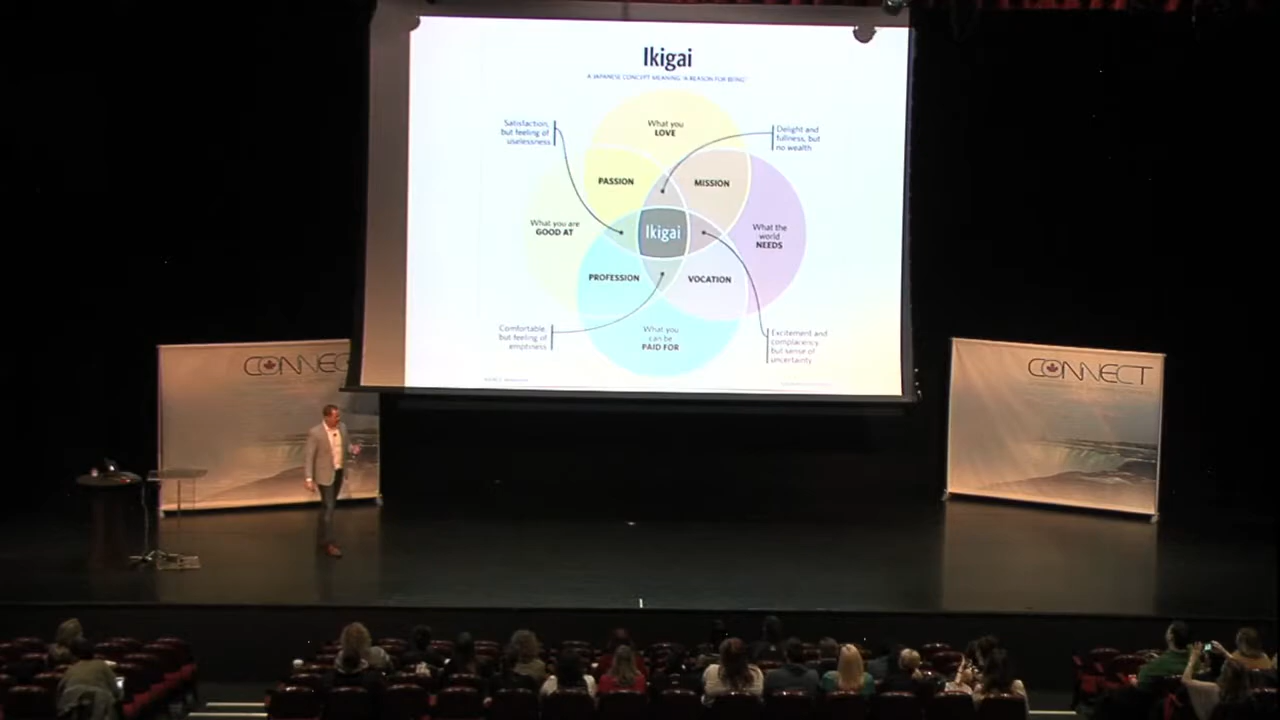 Ikigai
A JAPANESE CONCEPT MEANING "A REASON FOR BEING"
Satisfaction,
but feeling of
uselessness
What you
LOVE
Delight and
fullness, but
no wealth
PASSION
MISSION
What you are
GOOD AT
Ikigai
What the
world
NEEDS
PROFESSION
VOCATION
Comfortable,
but feeling of
emptiness
What you
can be
PAID FOR
Excitement and
complacency
but sense of
uncertainty
CONNEC
CONNECT